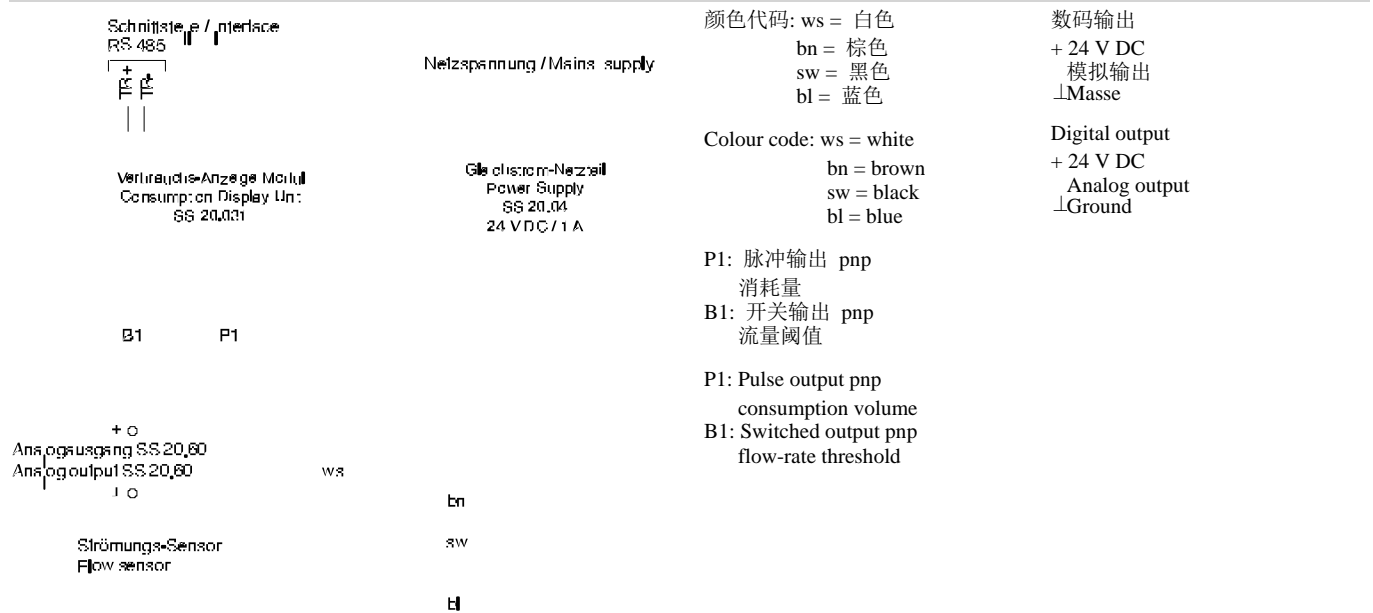 Schnittstelle / Interface
RS 485
Netzspannung / Mains supply
Verbrauchs-Anzeige Modul
Consumption Display Unit
SS 20.031
Gleichstrom-Netzteil
Power Supply
SS 20.04
24 V DC / 1 A
B1 P1
+ o
Analogausgang SS 20.60
Analog output SS 20.60
⊥ o
ws
bn
Strömungs-Sensor
Flow sensor
sw
bl
颜色代码: ws = 白色
bn = 棕色
sw = 黑色
bl = 蓝色
Colour code: ws = white
bn = brown
sw = black
bl = blue
P1: 脉冲输出 pnp
消耗量
B1: 开关输出 pnp
流量阈值
P1: Pulse output pnp
consumption volume
B1: Switched output pnp
flow-rate threshold
数码输出
+ 24 V DC
模拟输出
⊥Masse
Digital output
+ 24 V DC
Analog output
⊥Ground